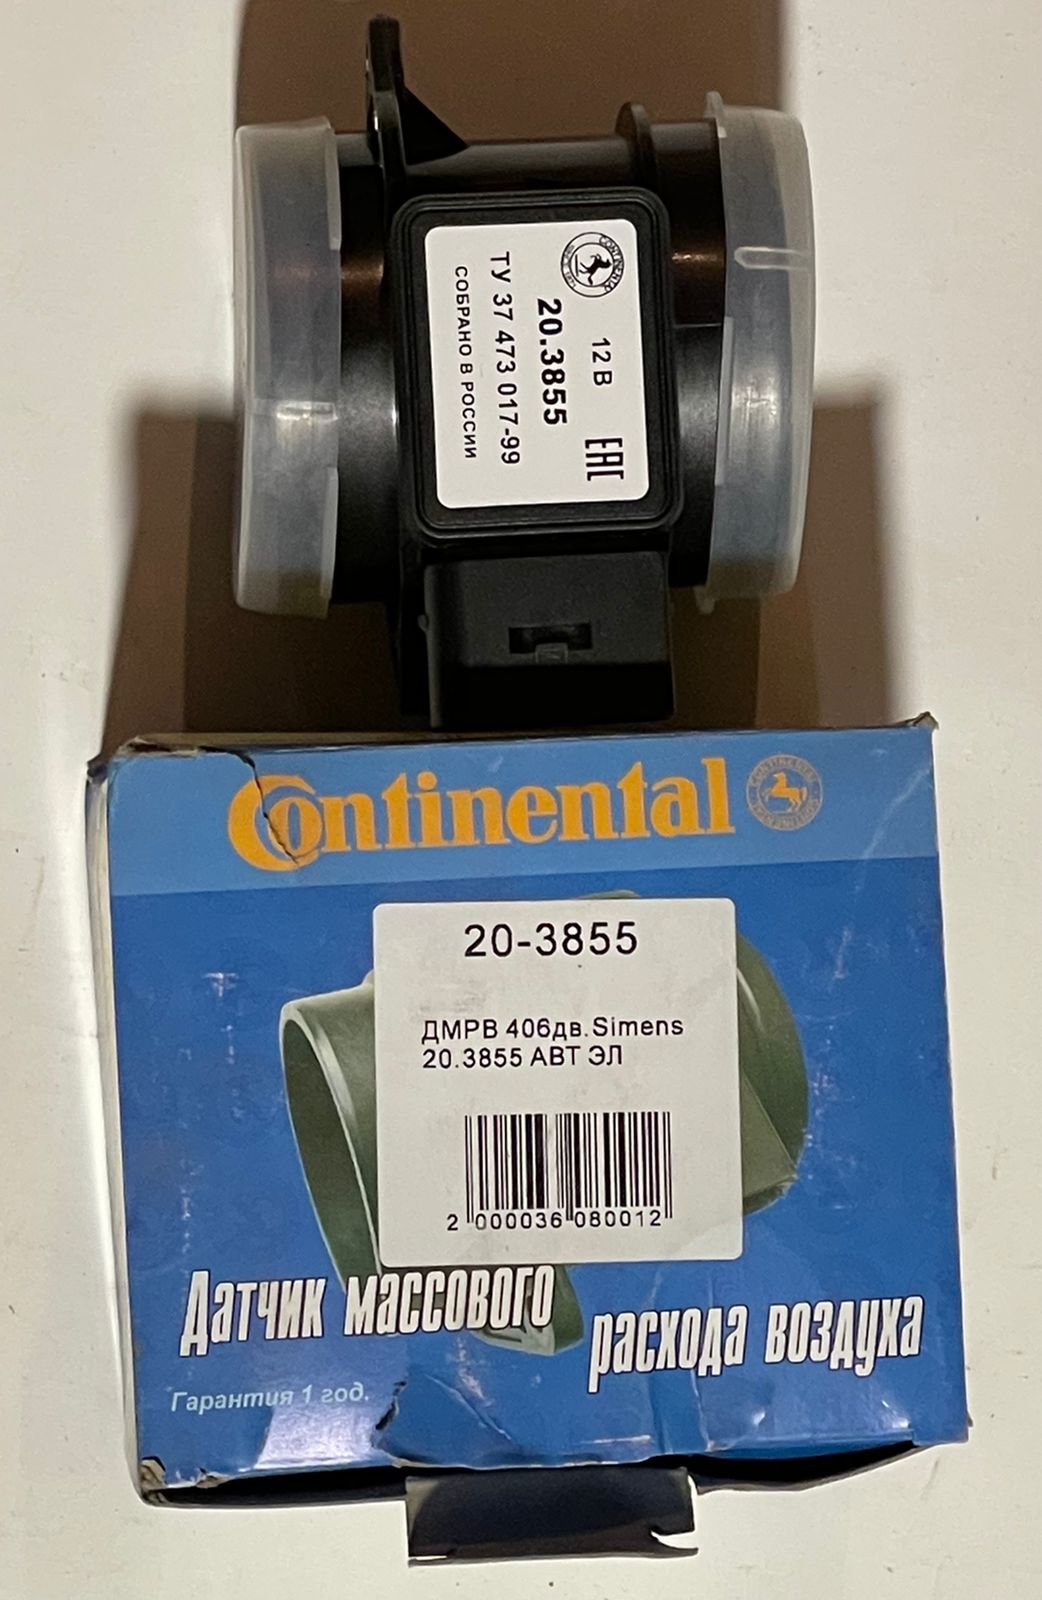 CONTINENTAL
12 В
ЕАС
20.3855
ТУ 37 473 017-99
СОБРАНО В РОССИИ
Continental
20-3855
ДМРВ 406дв.Simens
20.3855 АВТ ЭЛ
2 000036 080012
Датчик массового
расхода воздуха
Гарантия 1 год.